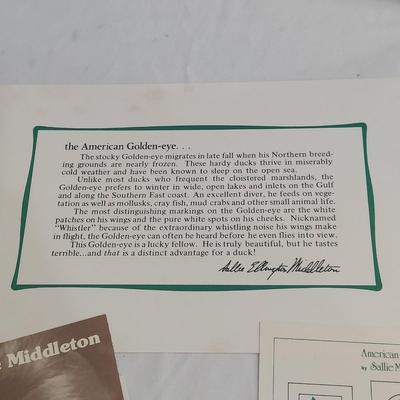 the American Golden-eye. . .
The stocky Golden-eye migrates in late fall when his Northern breed-
ing grounds are nearly frozen. These hardy ducks thrive in miserably
cold weather and have been known to sleep on the open sea.
Unlike most ducks who frequent the cloistered marshlands, the
Golden-eye prefers to winter in wide, open lakes and inlets on the Gulf
and along the Southern East coast. An excellent diver, he feeds on vege-
tation as well as mollusks, cray fish, mud crabs and other small animal life.
The most distinguishing markings on the Golden-eye are the white
patches on his wings and the pure white spots on his cheeks. Nicknamed
"Whistler" because of the extraordinary whistling noise his wings make
in flight, the Golden-eye can often be heard before he even flies into view.
This Golden-eye is a lucky fellow. He is truly beautiful, but he tastes
terrible...and that is a distinct advantage for a duck!
Sallie Ellington Middleton
e Middleton
American
by Sallie M